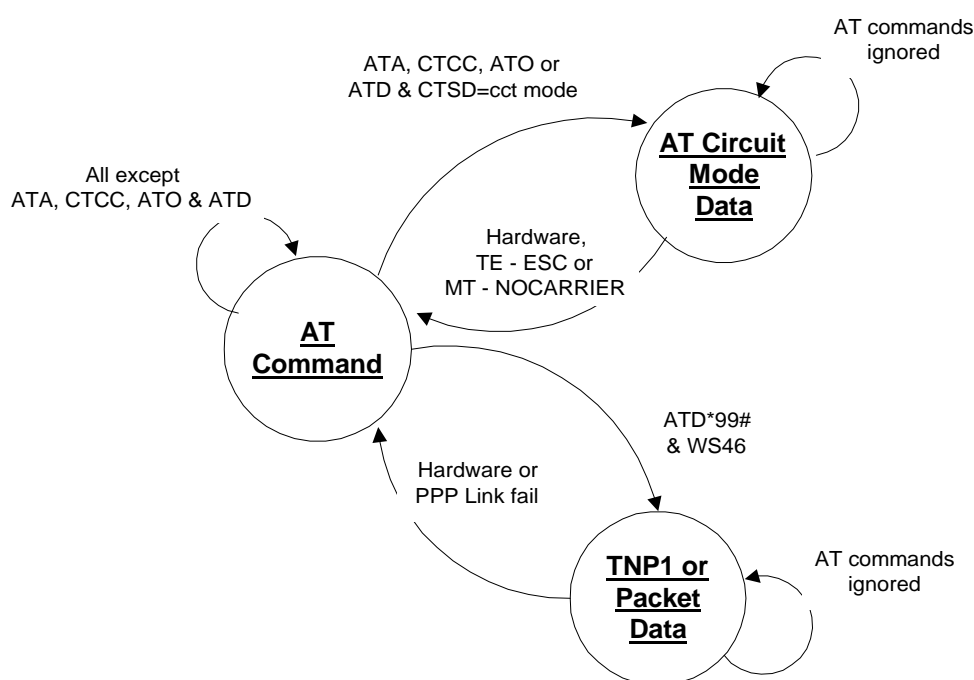 AT commands
ignored
ATA, CTCC, ATO or
ATD & CTSD=cct mode
AT Circuit
Mode
Data
All except
ATA, CTCC, ATO & ATD
Hardware,
TE - ESC or
MT - NOCARRIER
AT
Command
ATD*99#
& WS46
Hardware or
PPP Link fail
TNP1 or
Packet
Data
AT commands
ignored